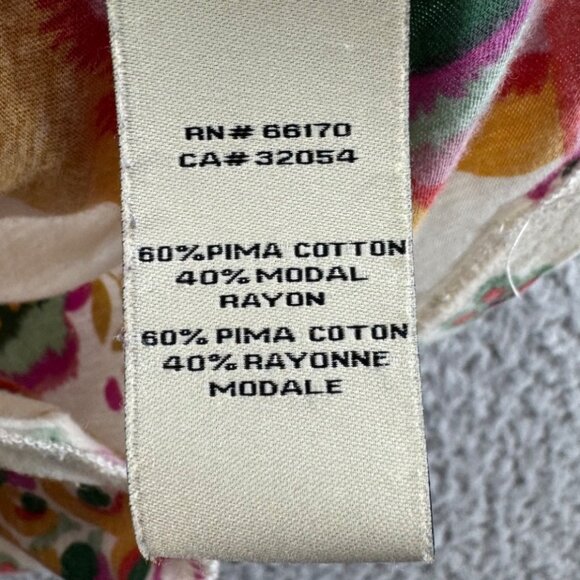 RN# 66170
CA# 32054
60% PIMA COTTON
40% MODAL
RAYON
60% PIMA COTON
40% RAYONNE
MODALE